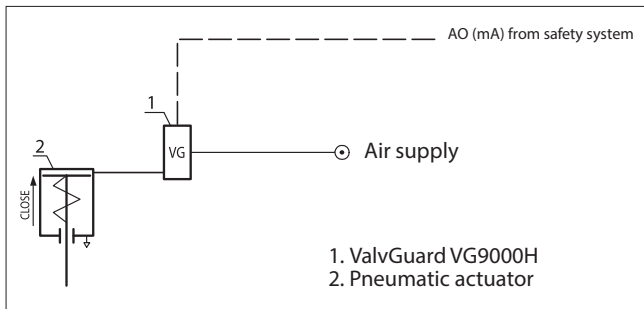 AO (mA) from safety system
1
2
VG
Air supply
CLOSE
1. ValvGuard VG9000H
2. Pneumatic actuator